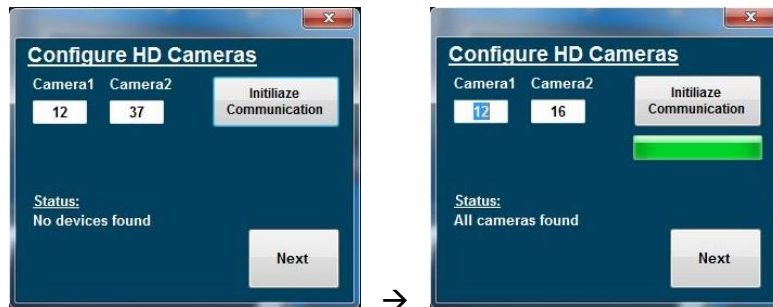 x
Configure HD Cameras
Camera1 Camera2
12 37
Initiliaze
Communication
Status:
No devices found
Next
→
x
Configure HD Cameras
Camera1 Camera2
12 16
Initiliaze
Communication
Status:
All cameras found
Next